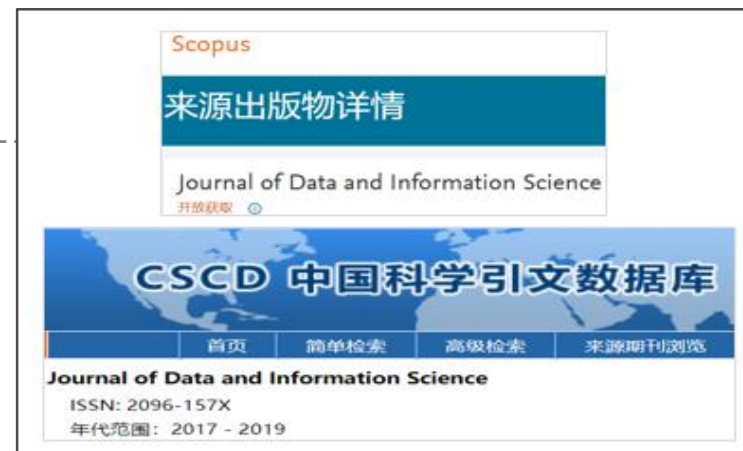 Scopus
来源出版物详情
Journal of Data and Information Science
开放获取
CSCD 中国科学引文数据库
首页 简单检索 高级检索 来源期刊浏览
Journal of Data and Information Science
ISSN: 2096-157X
年代范围: 2017 - 2019